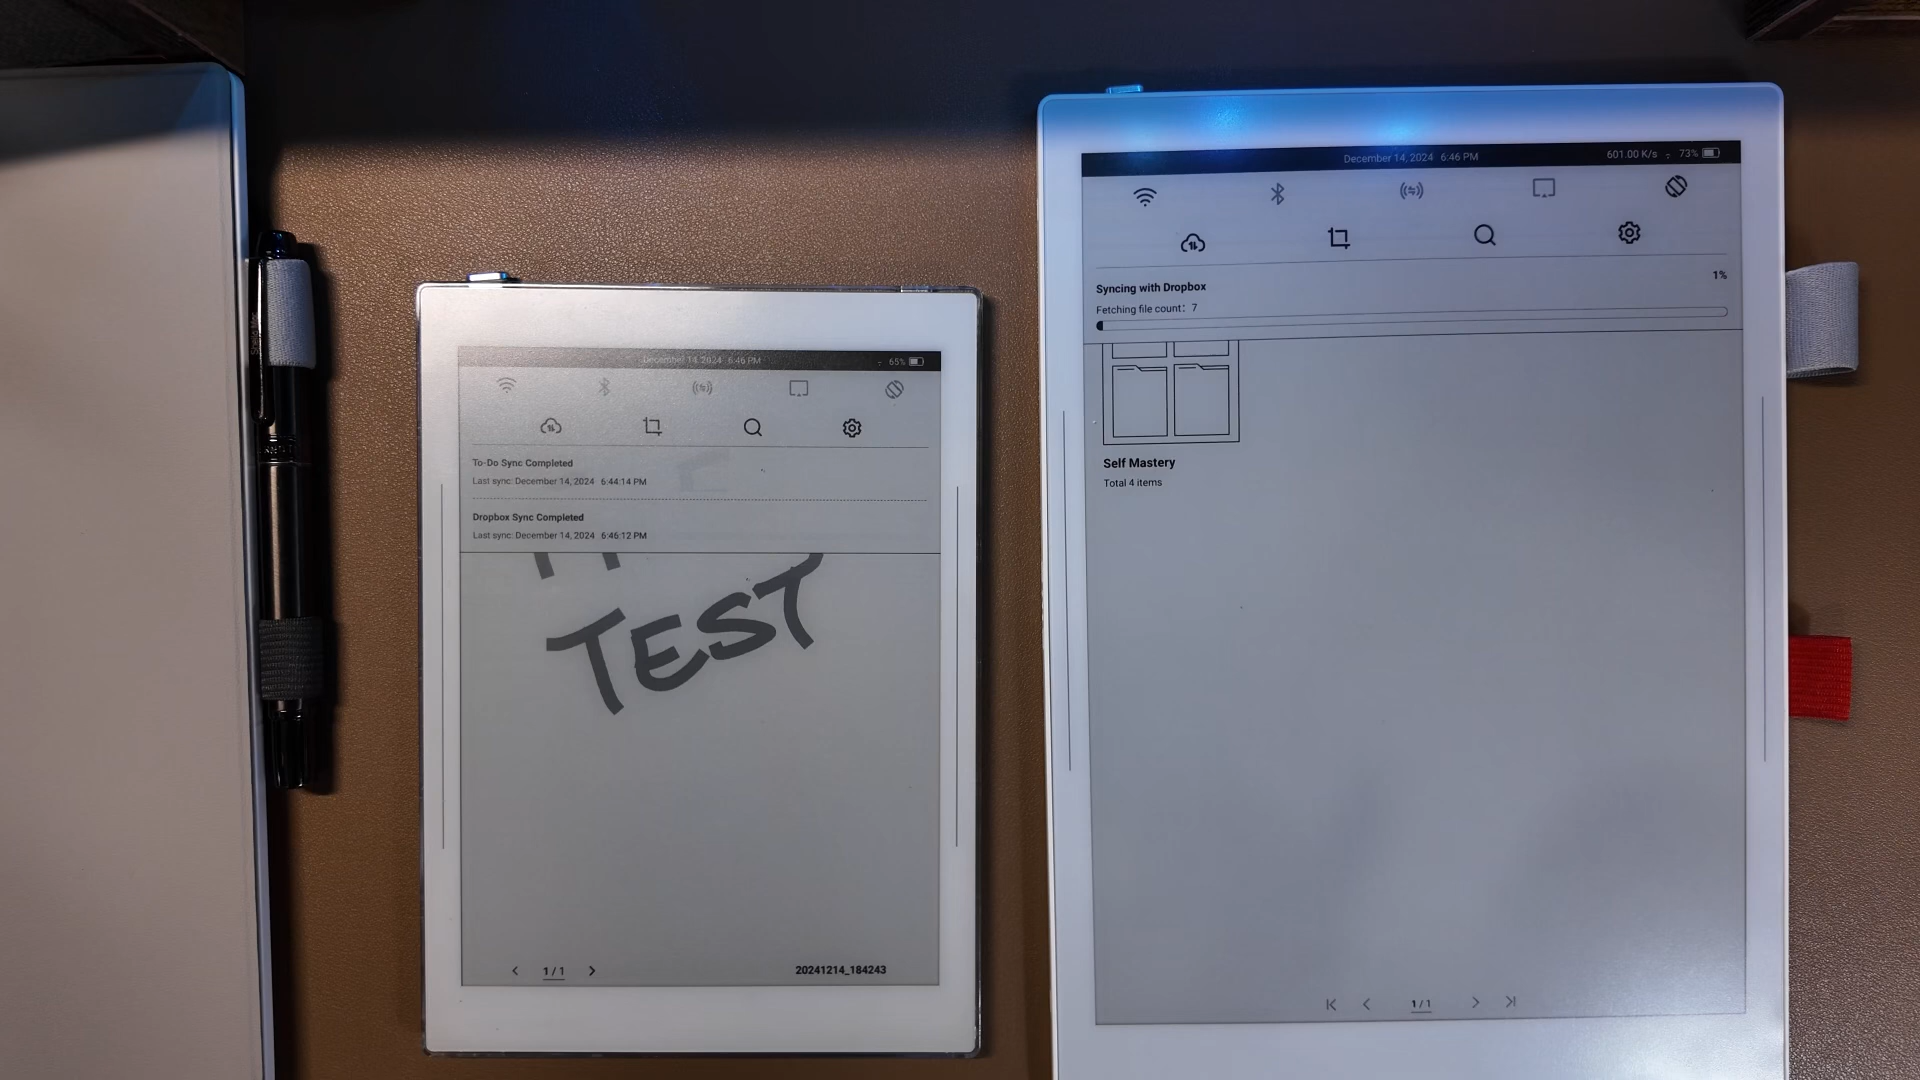 December 14, 2024 6:46 PM
65%
To-Do Sync Completed
Last sync: December 14, 2024 6:44:14 PM
Dropbox Sync Completed
Last sync: December 14, 2024 6:46:12 PM
TEST
1 / 1
20241214_184243
December 14, 2024 6:46 PM
601.00 K/s 73%
Syncing with Dropbox
1%
Fetching file count: 7
Self Mastery
Total 4 items
1 / 1